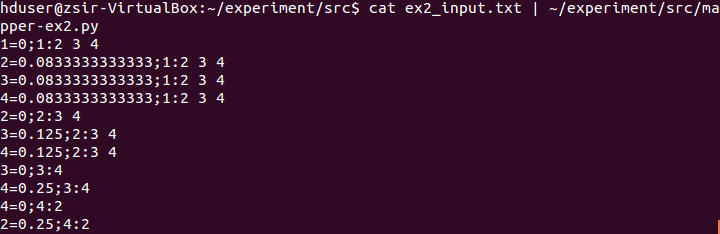 hduser@zsir-VirtualBox:~/experiment/src$ cat ex2_input.txt | ~/experiment/src/ma
pper-ex2.py
1=0;1:2 3 4
2=0.0833333333333;1:2 3 4
3=0.0833333333333;1:2 3 4
4=0.0833333333333;1:2 3 4
2=0;2:3 4
3=0.125;2:3 4
4=0.125;2:3 4
3=0;3:4
4=0.25;3:4
4=0;4:2
2=0.25;4:2